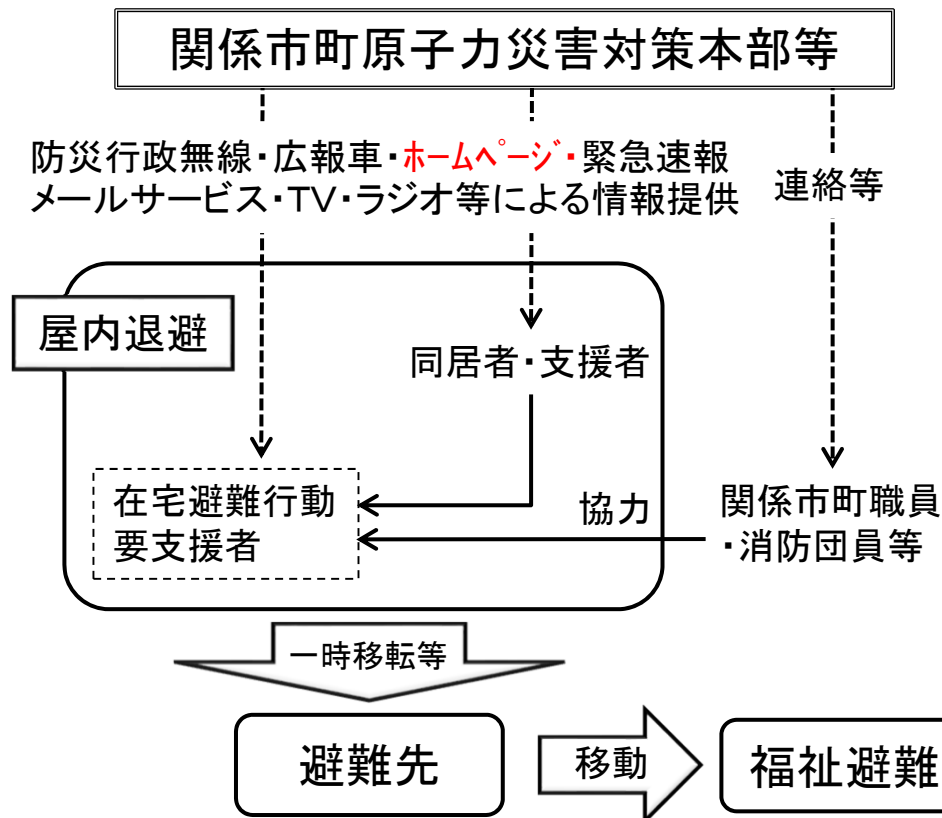 関係市町原子力災害対策本部等
防災行政無線・広報車・ﾎｰﾑﾍﾟｰｼﾞ・緊急速報
メールサービス・TV・ラジオ等による情報提供
連絡等
屋内退避
同居者・支援者
在宅避難行動
要支援者
協力
関係市町職員
・消防団員等
一時移転等
避難先
移動
福祉避難